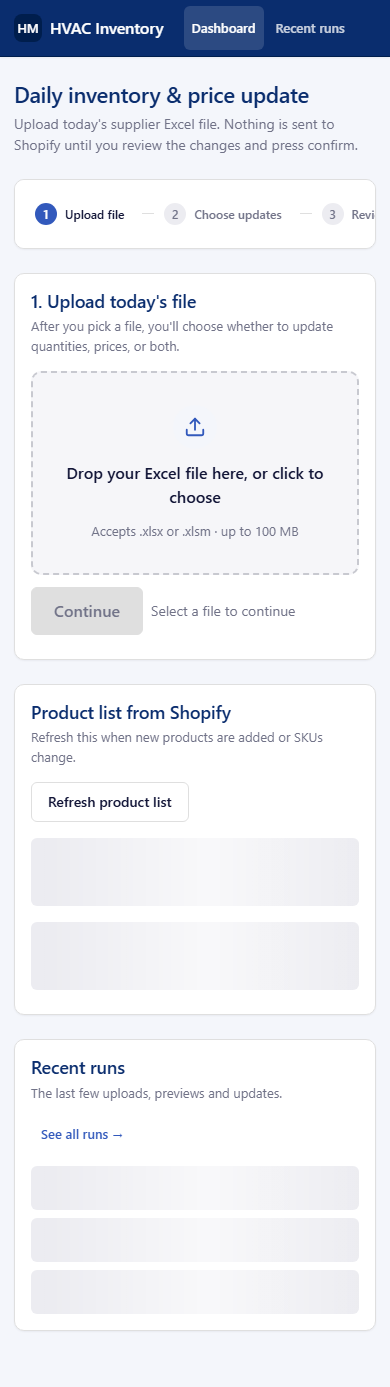 HM HVAC Inventory Dashboard Recent runs
Daily inventory & price update
Upload today's supplier Excel file. Nothing is sent to
Shopify until you review the changes and press confirm.
1 Upload file 2 Choose updates 3 Revi
1. Upload today's file
After you pick a file, you'll choose whether to update
quantities, prices, or both.
Drop your Excel file here, or click to
choose
Accepts .xlsx or .xlsm · up to 100 MB
Continue Select a file to continue
Product list from Shopify
Refresh this when new products are added or SKUs
change.
Refresh product list
Recent runs
The last few uploads, previews and updates.
See all runs →